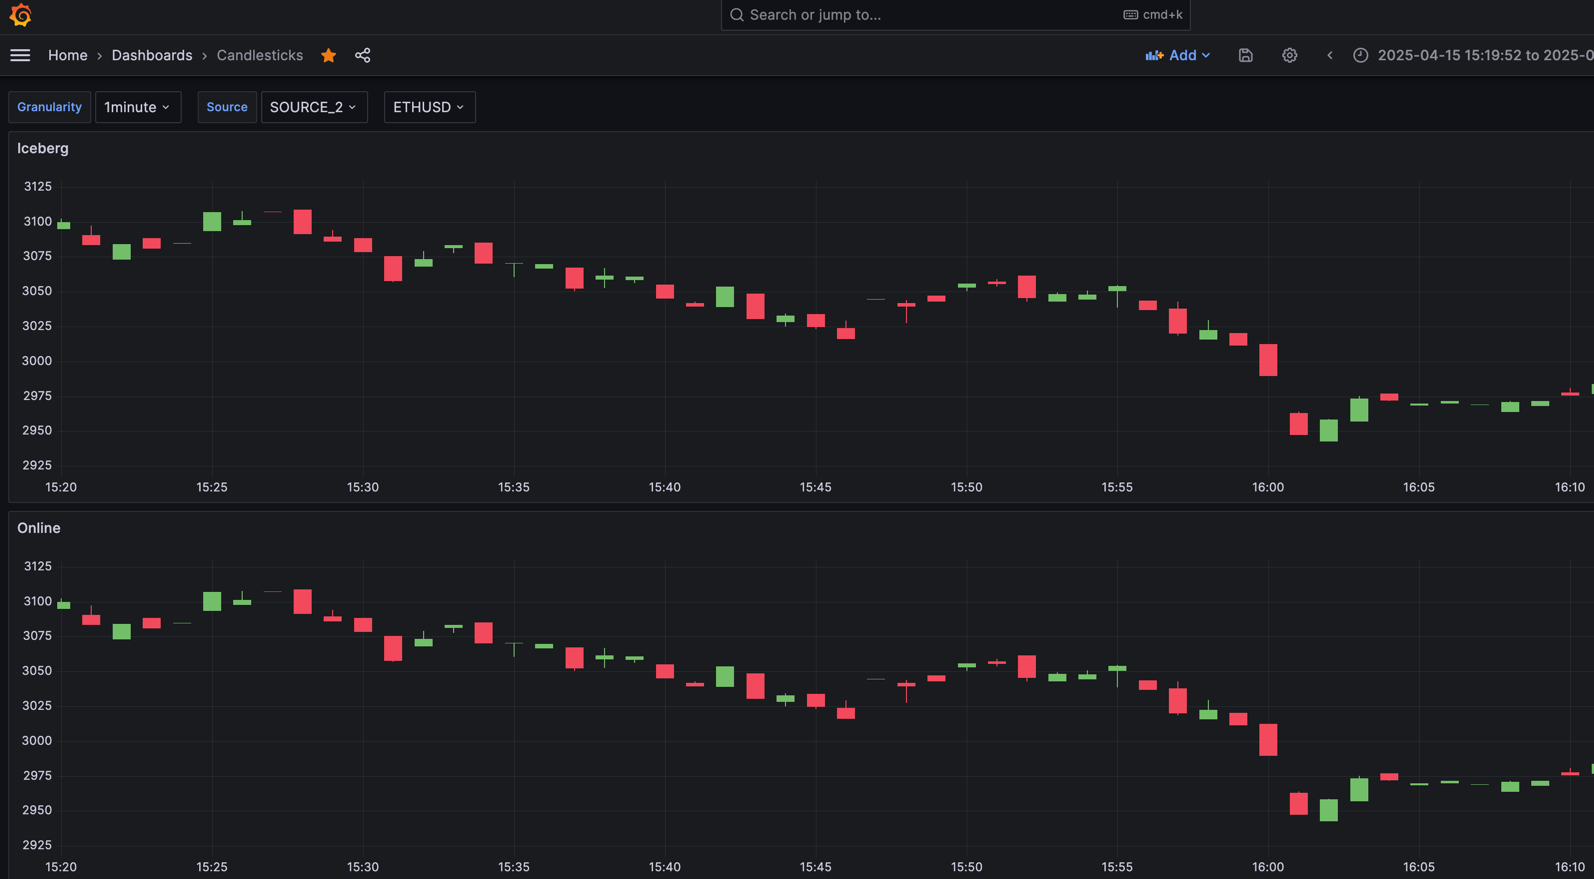 Search or jump to... cmd+k
Home › Dashboards › Candlesticks Add 2025-04-15 15:19:52 to 2025-0
Granularity 1minute Source SOURCE_2 ETHUSD
Iceberg
3125
3100
3075
3050
3025
3000
2975
2950
2925
15:20 15:25 15:30 15:35 15:40 15:45 15:50 15:55 16:00 16:05 16:10
Online
3125
3100
3075
3050
3025
3000
2975
2950
2925
15:20 15:25 15:30 15:35 15:40 15:45 15:50 15:55 16:00 16:05 16:10